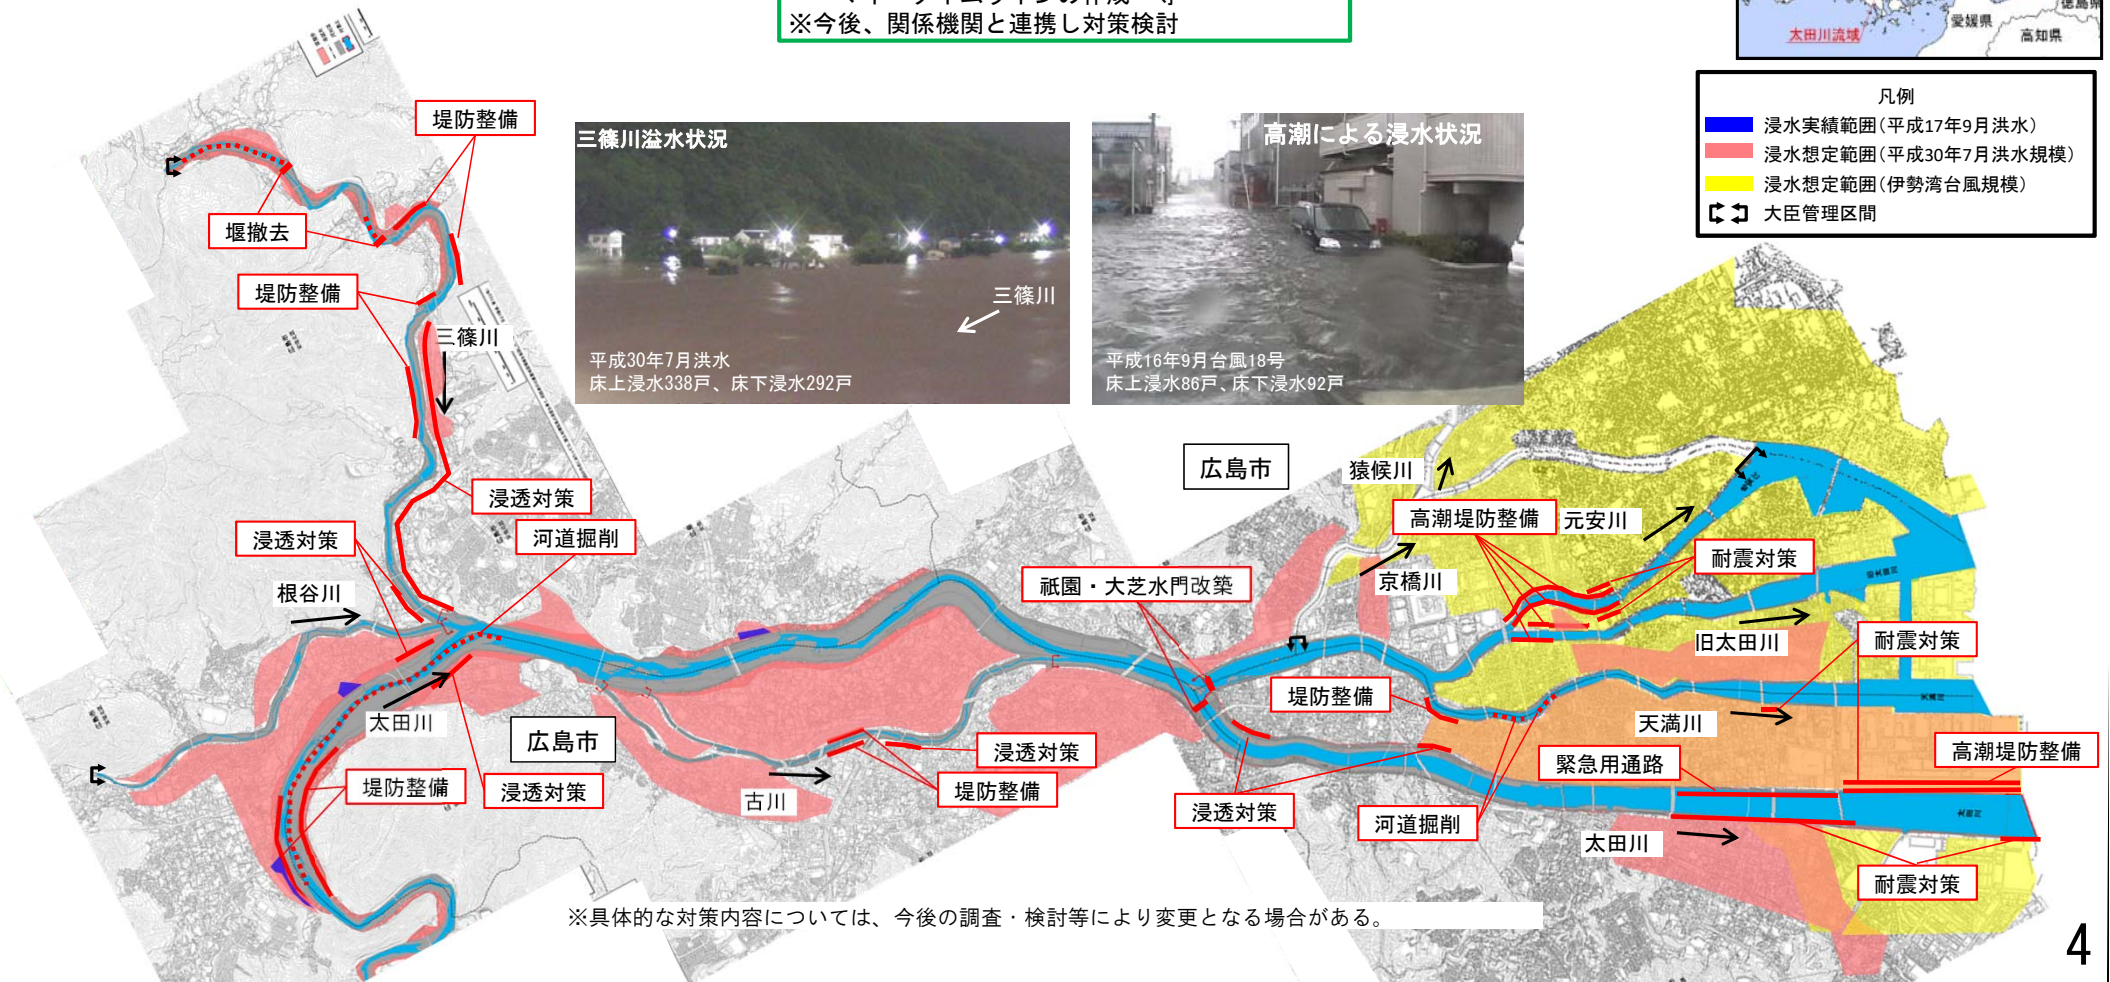 ※今後、関係機関と連携し対策検討
徳島県
愛媛県
高知県
太田川流域
凡例
浸水実績範囲(平成17年9月洪水)
浸水想定範囲(平成30年7月洪水規模)
浸水想定範囲(伊勢湾台風規模)
大臣管理区間
堤防整備
堰撤去
堤防整備
三篠川
三篠川溢水状況
三篠川
平成30年7月洪水
床上浸水338戸、床下浸水292戸
高潮による浸水状況
平成16年9月台風18号
床上浸水86戸、床下浸水92戸
浸透対策
浸透対策
河道掘削
根谷川
太田川
広島市
堤防整備
浸透対策
古川
浸透対策
堤防整備
祇園・大芝水門改築
広島市
猿候川
高潮堤防整備
元安川
京橋川
耐震対策
旧太田川
耐震対策
堤防整備
天満川
緊急用通路
高潮堤防整備
浸透対策
河道掘削
太田川
耐震対策
※具体的な対策内容については、今後の調査・検討等により変更となる場合がある。
4